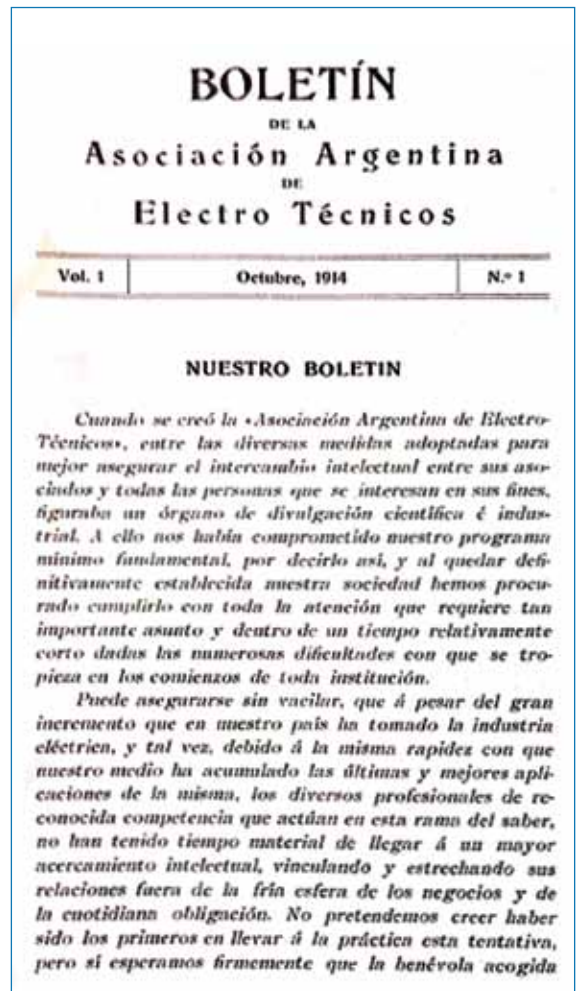 BOLETÍN
DE LA
Asociación Argentina
DE
Electro Técnicos
Vol. 1 Octubre, 1914 N.º 1
NUESTRO BOLETIN
Cuando se creó la «Asociación Argentina de Electro-
Técnicos», entre las diversas medidas adoptadas para
mejor asegurar el intercambio intelectual entre sus aso-
ciados y todas las personas que se interesan en sus fines,
figuraba un órgano de divulgación científica é indus-
trial. A ello nos había comprometido nuestro programa
mínimo fundamental, por decirlo así, y al quedar defi-
nitivamente establecida nuestra sociedad hemos procu-
rado cumplirlo con toda la atención que requiere tan
importante asunto y dentro de un tiempo relativamente
corto dadas las numerosas dificultades con que se tro-
pieza en los comienzos de toda institución.
Puede asegurarse sin vacilar, que á pesar del gran
incremento que en nuestro país ha tomado la industria
eléctrica, y tal vez, debido á la misma rapidez con que
nuestro medio ha acumulado las últimas y mejores apli-
caciones de la misma, los diversos profesionales de re-
conocida competencia que actúan en esta rama del saber,
no han tenido tiempo material de llegar á un mayor
acercamiento intelectual, vinculando y estrechando sus
relaciones fuera de la fría esfera de los negocios y de
la cuotidiana obligación. No pretendemos creer haber
sido los primeros en llevar á la práctica esta tentativa,
pero sí esperamos firmemente que la benévola acogida